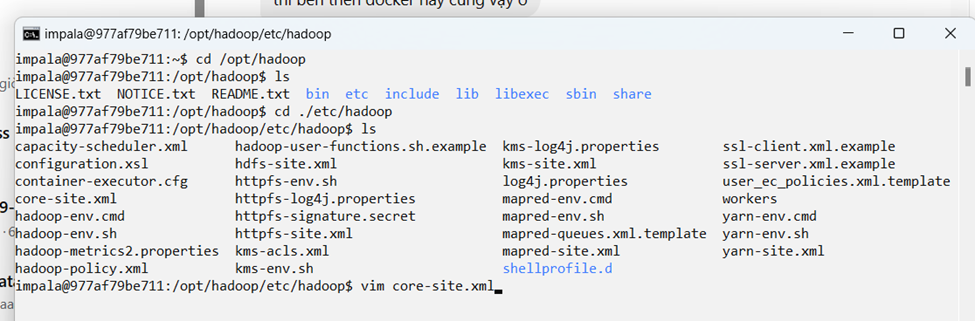 thì bên then docker này cũng vậy ó
impala@977af79be711: /opt/hadoop/etc/hadoop
impala@977af79be711:~$ cd /opt/hadoop
impala@977af79be711:/opt/hadoop$ ls
LICENSE.txt  NOTICE.txt  README.txt  bin  etc  include  lib  libexec  sbin  share
impala@977af79be711:/opt/hadoop$ cd ./etc/hadoop
impala@977af79be711:/opt/hadoop/etc/hadoop$ ls
capacity-scheduler.xml  hadoop-user-functions.sh.example  kms-log4j.properties  ssl-client.xml.example
configuration.xsl  hdfs-site.xml  kms-site.xml  ssl-server.xml.example
container-executor.cfg  httpfs-env.sh  log4j.properties  user_ec_policies.xml.template
core-site.xml  httpfs-log4j.properties  mapred-env.cmd  workers
hadoop-env.cmd  httpfs-signature.secret  mapred-env.sh  yarn-env.cmd
hadoop-env.sh  httpfs-site.xml  mapred-queues.xml.template  yarn-env.sh
hadoop-metrics2.properties  kms-acls.xml  mapred-site.xml  yarn-site.xml
hadoop-policy.xml  kms-env.sh  shellprofile.d
impala@977af79be711:/opt/hadoop/etc/hadoop$ vim core-site.xml